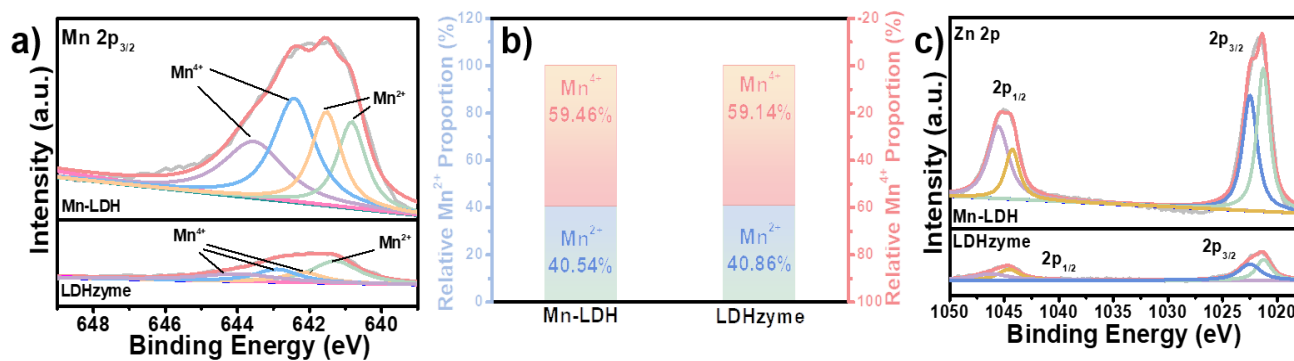 a)
Mn 2p3/2
Mn4+
Mn2+
Mn-LDH
Mn4+
Mn2+
LDHzyme
648 646 644 642 640
Binding Energy (eV)
Intensity (a.u.)
b)
120
100
80
60
40
20
0
Relative Mn2+ Proportion (%)
Mn4+
59.46%
Mn2+
40.54%
Mn4+
59.14%
Mn2+
40.86%
Mn-LDH LDHzyme
-20
0
20
40
60
80
100
Relative Mn4+ Proportion (%)
c)
Zn 2p
2p3/2
2p1/2
Mn-LDH
LDHzyme
2p1/2
2p3/2
1050 1045 1040 1035 1030 1025 1020
Binding Energy (eV)
Intensity (a.u.)